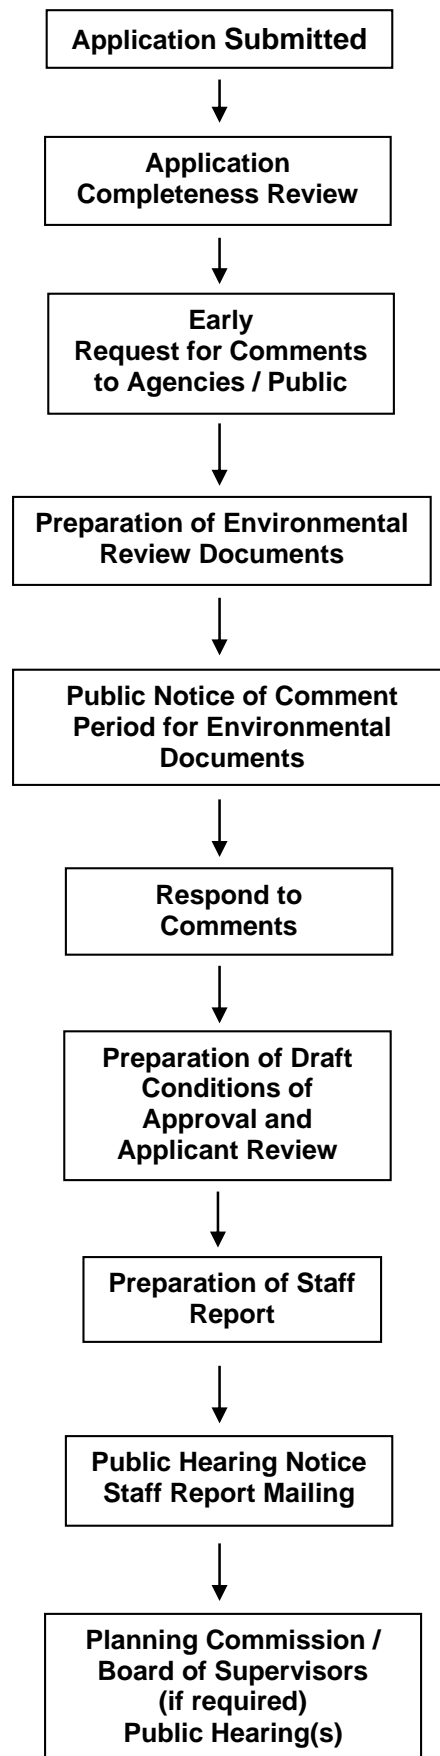 Application Submitted
Application
Completeness Review
Early
Request for Comments
to Agencies / Public
Preparation of Environmental
Review Documents
Public Notice of Comment
Period for Environmental
Documents
Respond to
Comments
Preparation of Draft
Conditions of
Approval and
Applicant Review
Preparation of Staff
Report
Public Hearing Notice
Staff Report Mailing
Planning Commission /
Board of Supervisors
(if required)
Public Hearing(s)